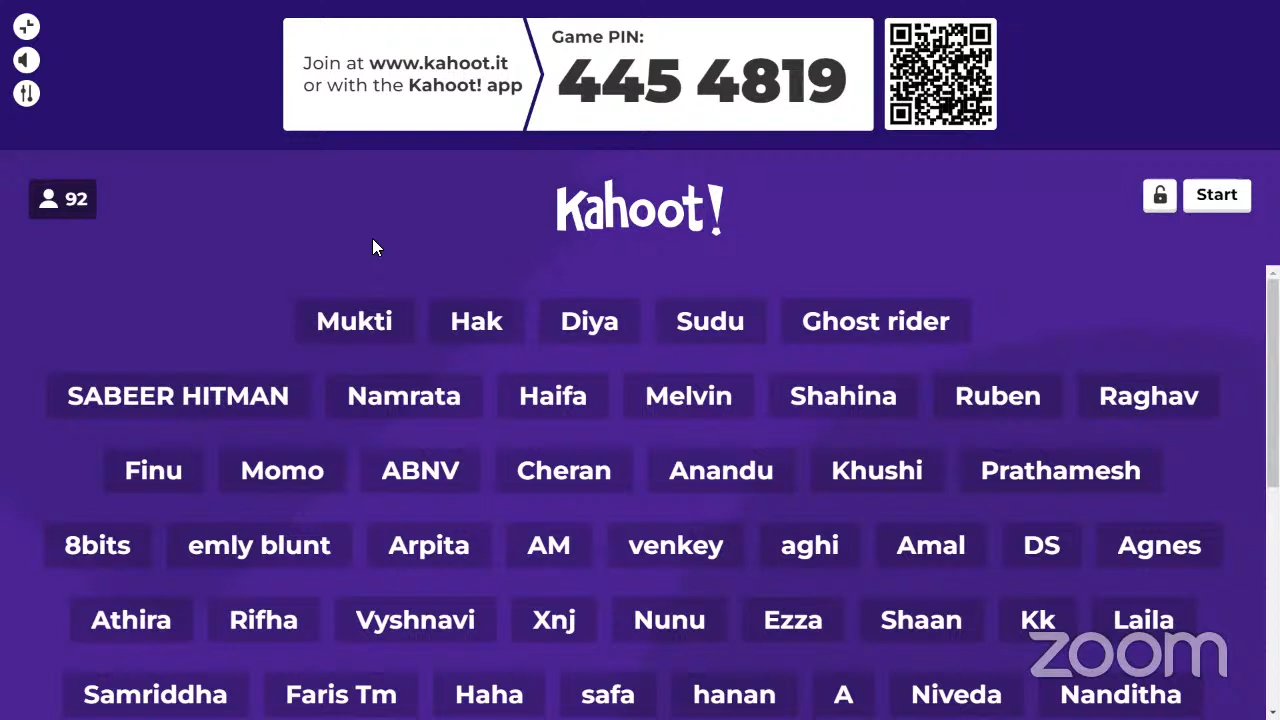 Join at www.kahoot.it
or with the Kahoot! app
Game PIN:
445 4819
92
Kahoot!
Start
Mukti Hak Diya Sudu Ghost rider
SABEER HITMAN Namrata Haifa Melvin Shahina Ruben Raghav
Finu Momo ABNV Cheran Anandu Khushi Prathamesh
8bits emly blunt Arpita AM venkey aghi Amal DS Agnes
Athira Rifha Vyshnavi Xnj Nunu Ezza Shaan Kk Laila
Samriddha Faris Tm Haha safa hanan A Niveda Nanditha
zoom